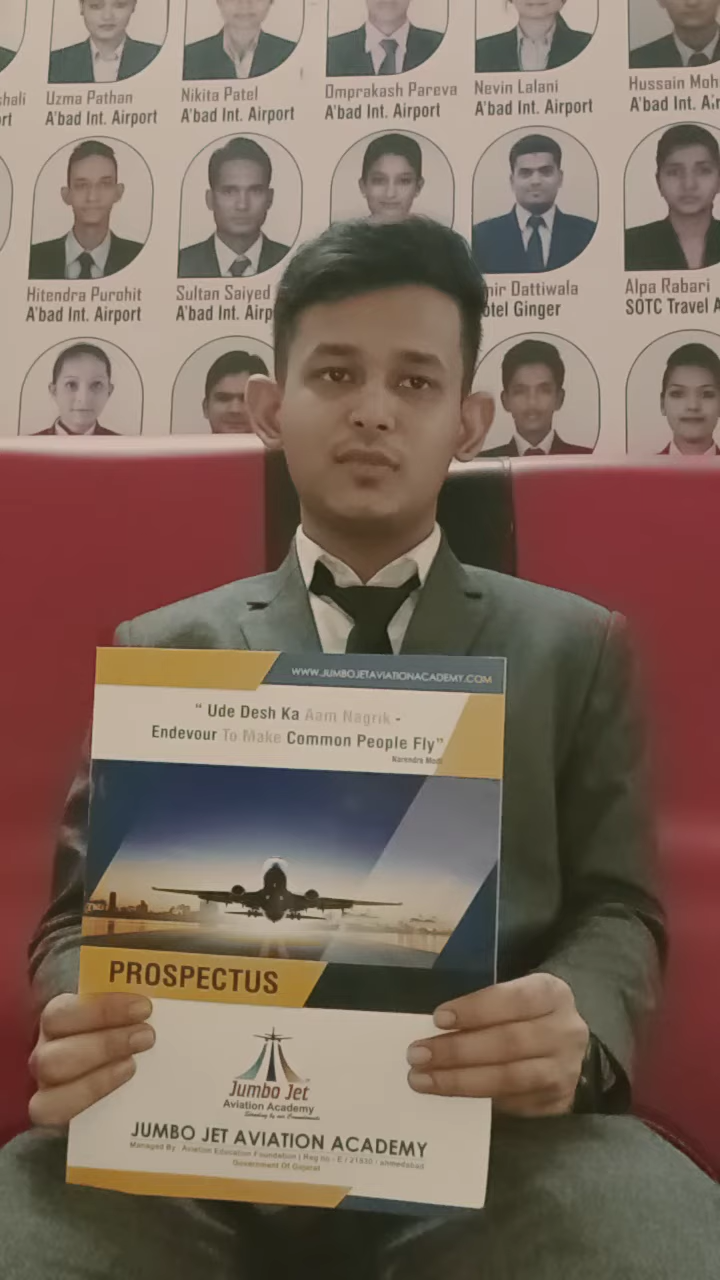 shali
Uzma Pathan
Nikita Patel
Omprakash Pareva
Nevin Lalani
Hussain Moh
rt
A'bad Int. Airport
A'bad Int. Airport
A'bad Int. Airport
A'bad Int. Airport
A'bad Int. Air
Hitendra Purohit
Sultan Saiyed
mir Dattiwala
Alpa Rabari
A'bad Int. Airport
A'bad Int. Airp
otel Ginger
SOTC Travel A
WWW.JUMBOJETAVIATIONACADEMY.COM
“ Ude Desh Ka Aam Nagrik -
Endevour To Make Common People Fly”
Narendra Modi
PROSPECTUS
Jumbo Jet
Aviation Academy
JUMBO JET AVIATION ACADEMY
Managed By : Aviation Education Foundation | Reg no - E / 21830 - ahmedabad
Government Of Gujarat